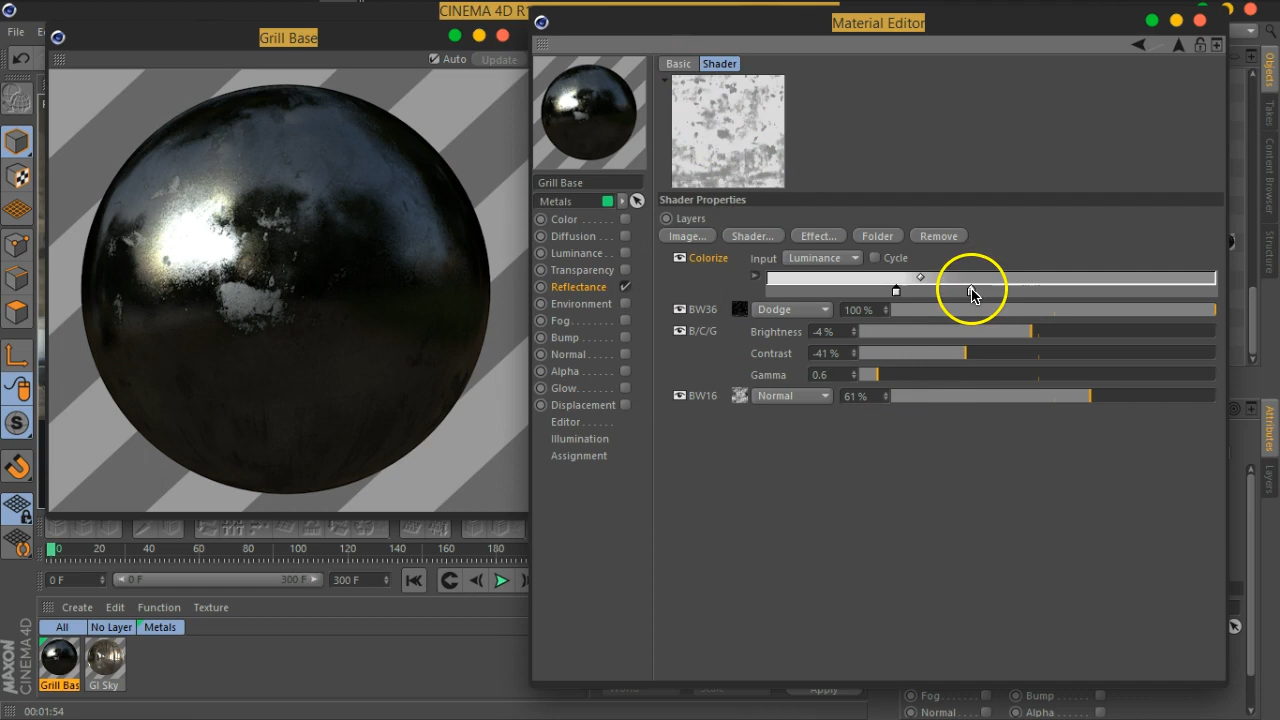 CINEMA 4D R1
Material Editor
Grill Base
File
Auto
Update
Basic
Shader
Grill Base
Metals
Shader Properties
Color
Layers
Diffusion
Image...
Shader...
Effect...
Folder
Remove
Luminance
Colorize
Input
Luminance
Cycle
Transparency
Reflectance
Environment
BW36
Dodge
100 %
Fog
B/C/G
Brightness
-4 %
Bump
Normal
Contrast
-41 %
Alpha
Gamma
0.6
Glow
BW16
Normal
61 %
Displacement
Editor
Illumination
Assignment
Objects
Takes
Content Browser
Structure
Attributes
Layers
0 20 40 60 80 100 120 140 160 180
0 F
0 F
300 F
300 F
Create Edit Function Texture
All No Layer Metals
Grill Bas
GI Sky
MAXON
CINEMA 4D
00:01:54
Apply
Fog
Bump
Normal
Alpha